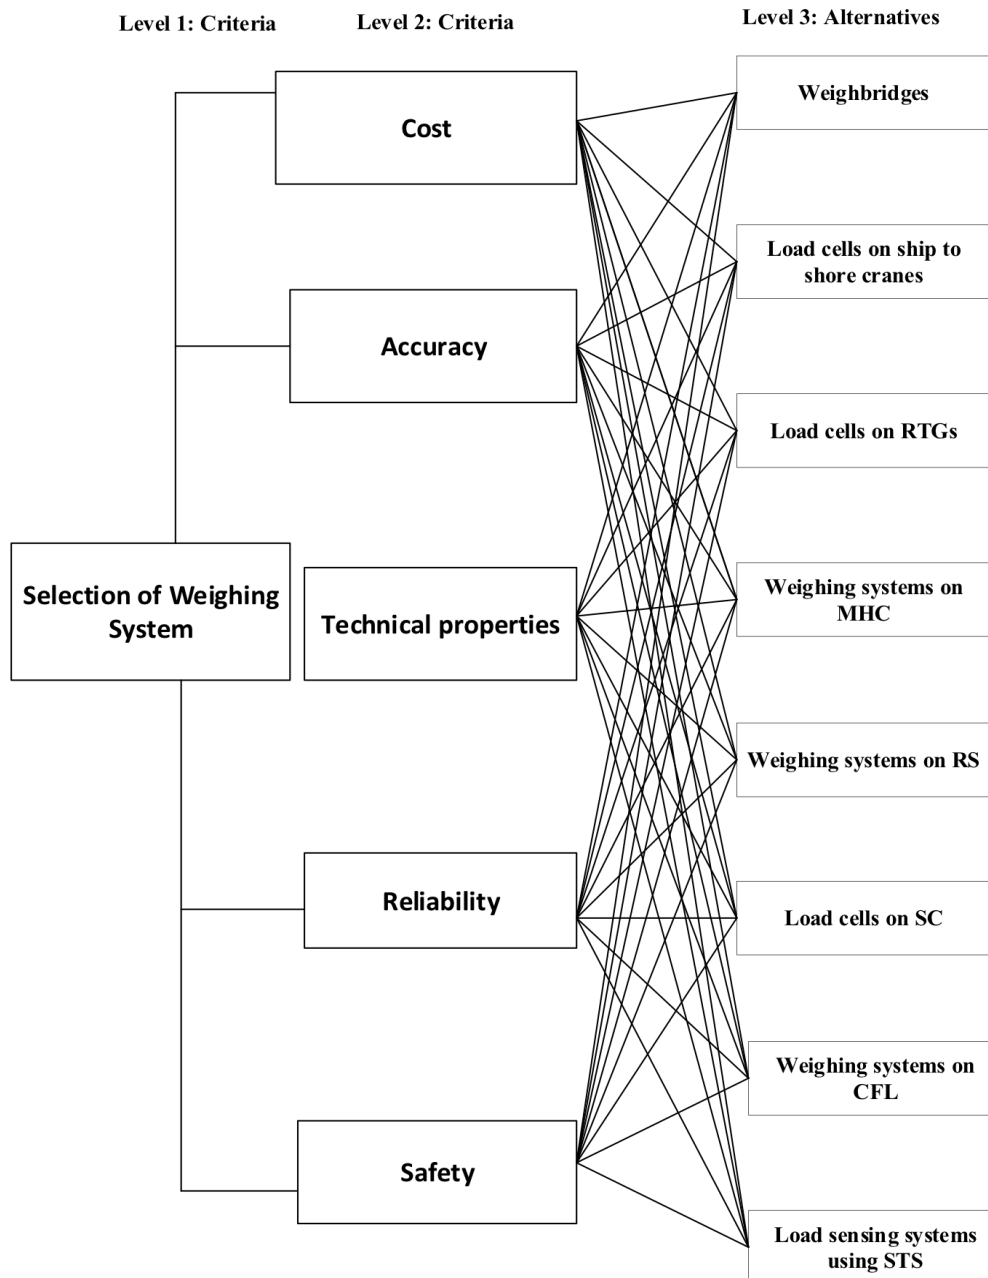 Level 1: Criteria
Level 2: Criteria
Level 3: Alternatives
Selection of Weighing
System
Cost
Accuracy
Technical properties
Reliability
Safety
Weighbridges
Load cells on ship to
shore cranes
Load cells on RTGs
Weighing systems on
MHC
Weighing systems on RS
Load cells on SC
Weighing systems on
CFL
Load sensing systems
using STS